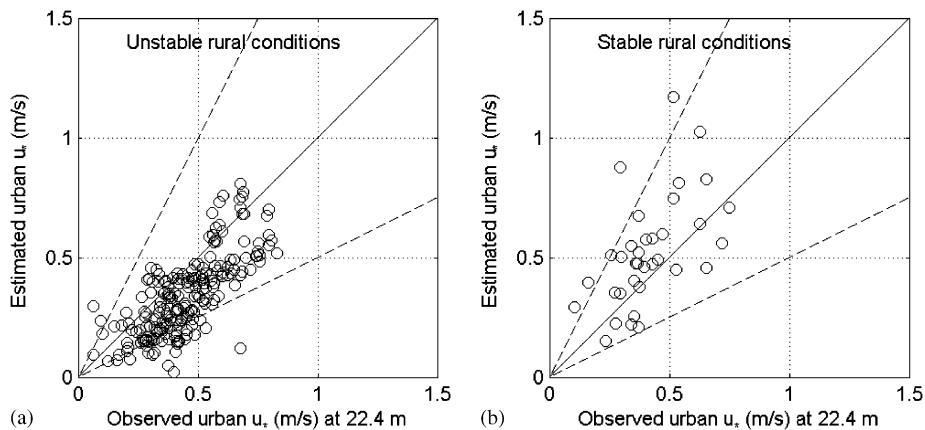 Unstable rural conditions
1.5
1
0.5
0
Estimated urban u* (m/s)
0
0.5
1
1.5
(a)
Observed urban u* (m/s) at 22.4 m
Stable rural conditions
1.5
1
0.5
0
Estimated urban u* (m/s)
0
0.5
1
1.5
(b)
Observed urban u* (m/s) at 22.4 m